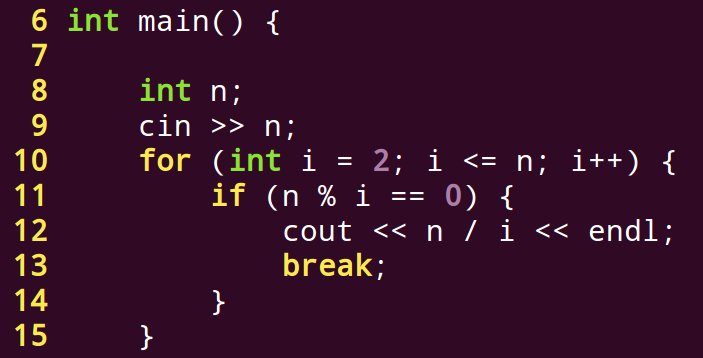 6 int main() {
7
8     int n;
9     cin >> n;
10     for (int i = 2; i <= n; i++) {
11         if (n % i == 0) {
12             cout << n / i << endl;
13             break;
14         }
15     }